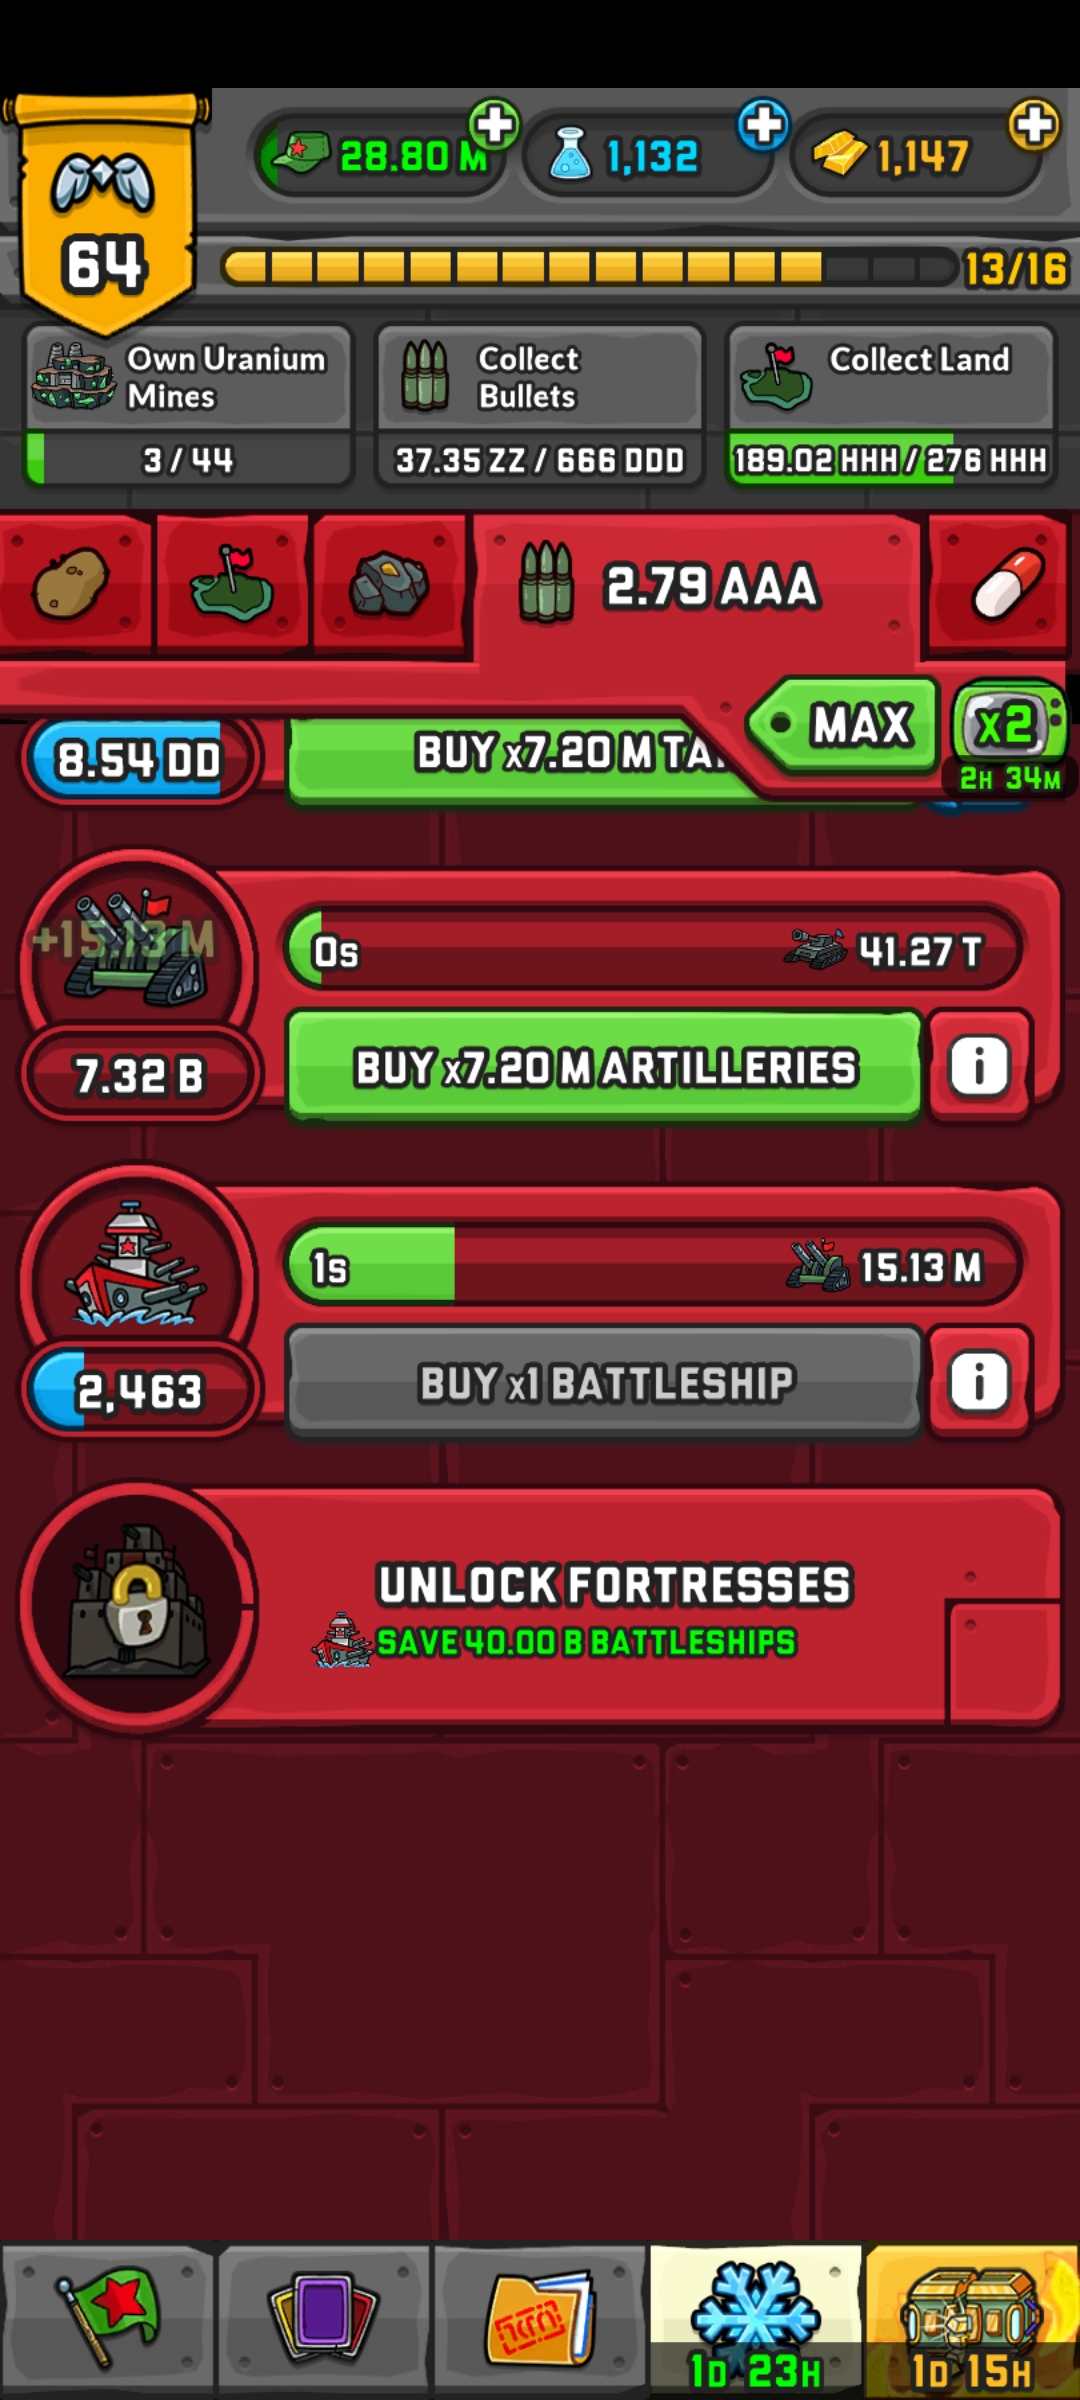 28.80 M
1,132
1,147
64
13/16
Own Uranium
Mines
3 / 44
Collect
Bullets
37.35 ZZ / 666 DDD
Collect Land
189.02 HHH / 276 HHH
2.79 AAA
MAX
x2
2H 34M
8.54 DD
BUY x7.20 M TA
+15.13 M
0s
41.27 T
7.32 B
BUY x7.20 M ARTILLERIES
i
1s
15.13 M
2,463
BUY x1 BATTLESHIP
i
UNLOCK FORTRESSES
SAVE 40.00 B BATTLESHIPS
1D 23H
1D 15H